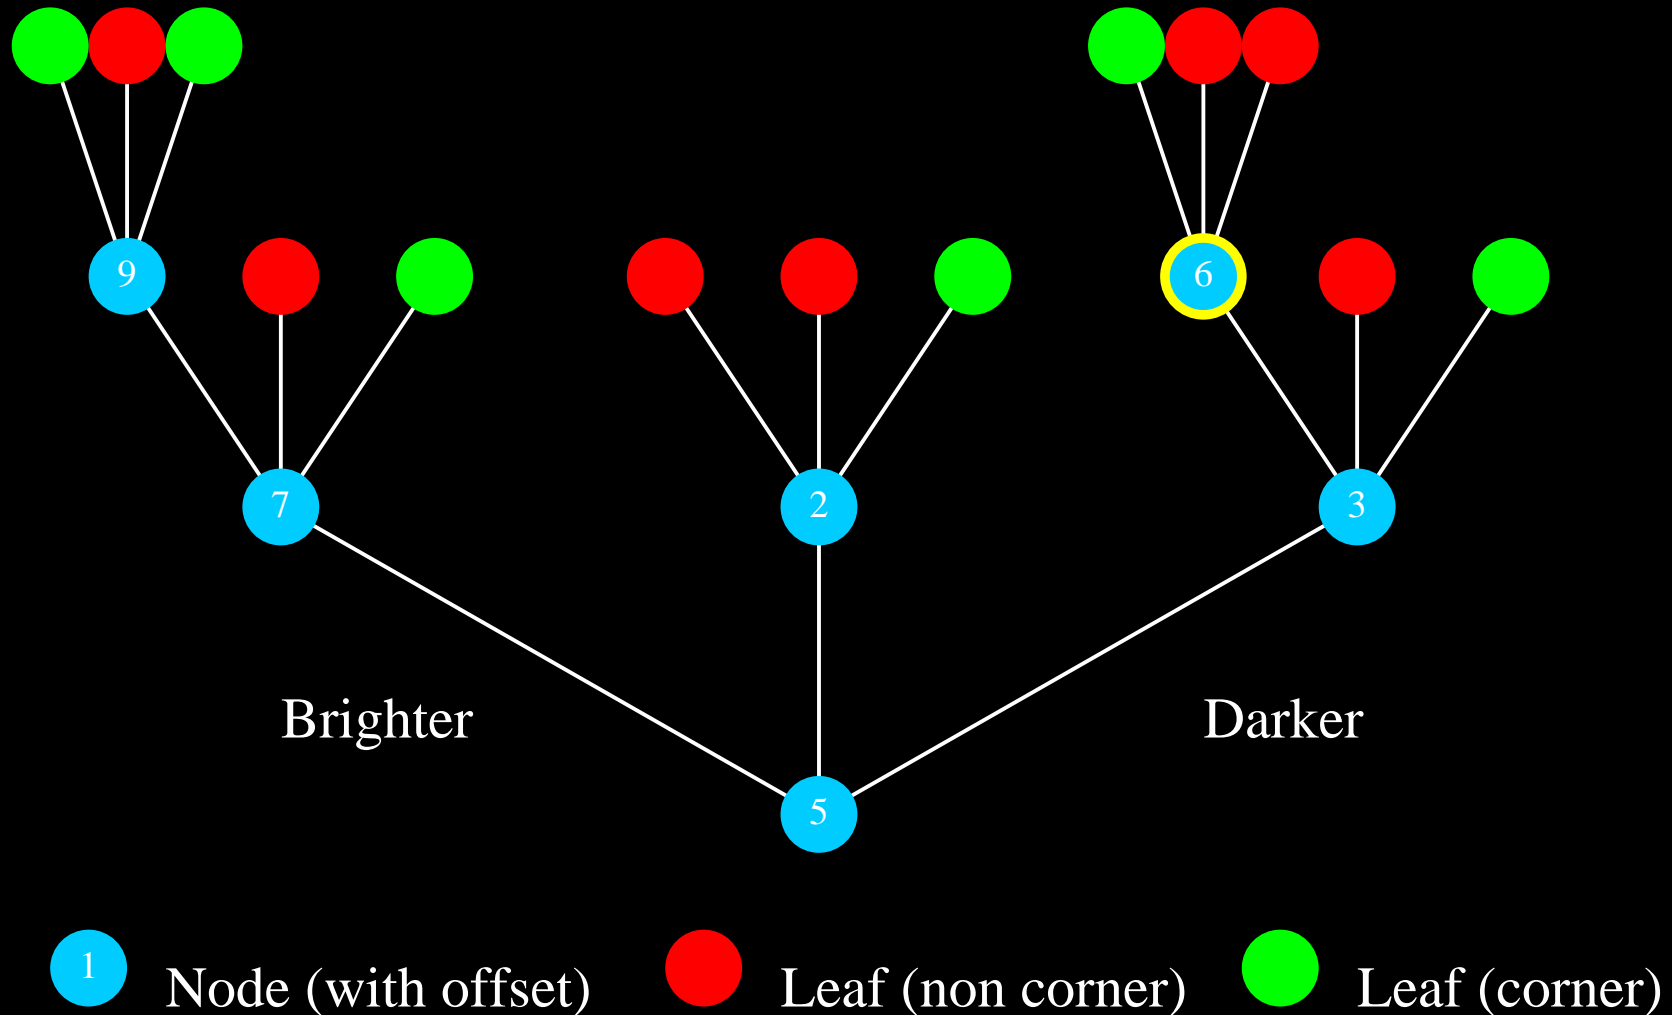 9
6
7
2
3
Brighter
Darker
5
1
Node (with offset)
Leaf (non corner)
Leaf (corner)